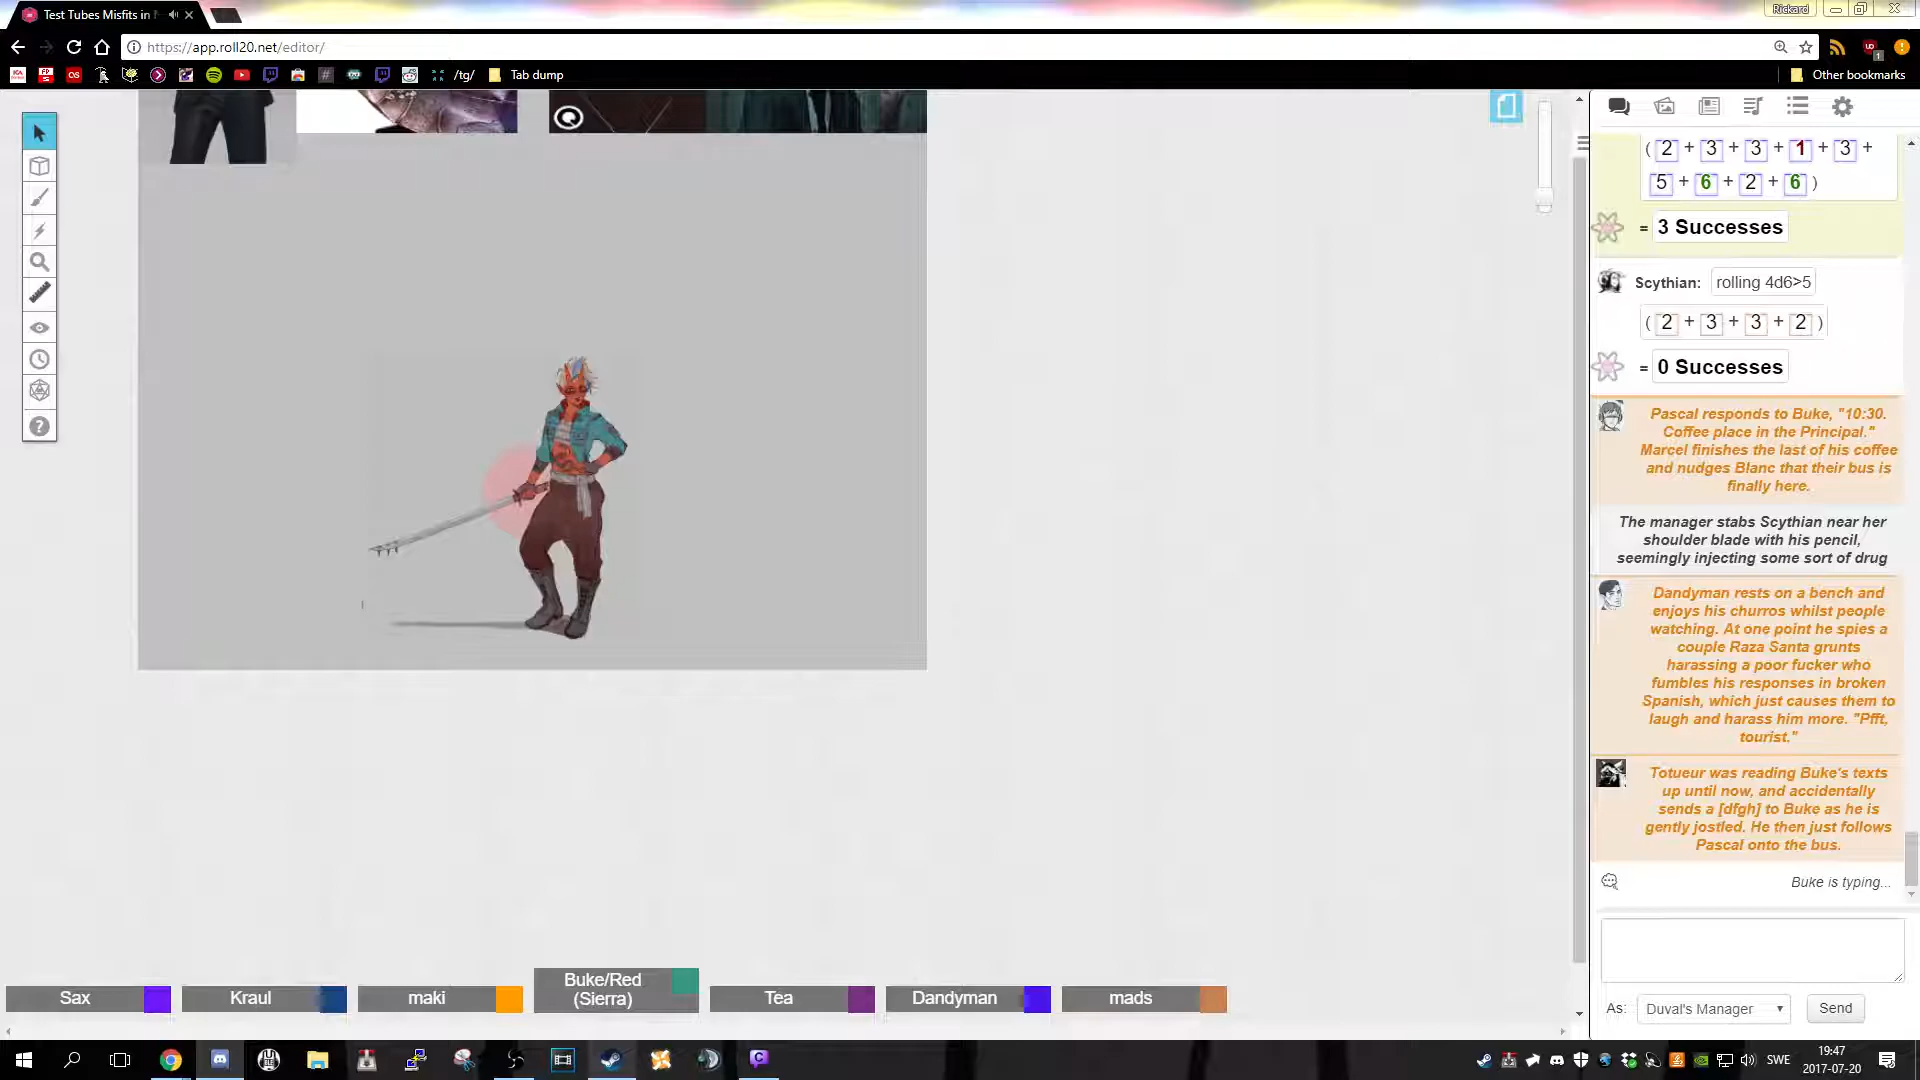 Test Tubes Misfits in
Rickard
https://app.roll20.net/editor/
/tg/
Tab dump
Other bookmarks
( 2 + 3 + 3 + 1 + 3 +
5 + 6 + 2 + 6 )
= 3 Successes
Scythian: rolling 4d6>5
( 2 + 3 + 3 + 2 )
= 0 Successes
Pascal responds to Buke, "10:30.
Coffee place in the Principal."
Marcel finishes the last of his coffee
and nudges Blanc that their bus is
finally here.
The manager stabs Scythian near her
shoulder blade with his pencil,
seemingly injecting some sort of drug
Dandyman rests on a bench and
enjoys his churros whilst people
watching. At one point he spies a
couple Raza Santa grunts
harassing a poor fucker who
fumbles his responses in broken
Spanish, which just causes them to
laugh and harass him more. "Pfft,
tourist."
Totueur was reading Buke's texts
up until now, and accidentally
sends a [dfgh] to Buke as he is
gently jostled. He then just follows
Pascal onto the bus.
Buke is typing...
Sax
Kraul
maki
Buke/Red
(Sierra)
Tea
Dandyman
mads
As: Duval's Manager
Send
SWE
19:47
2017-07-20